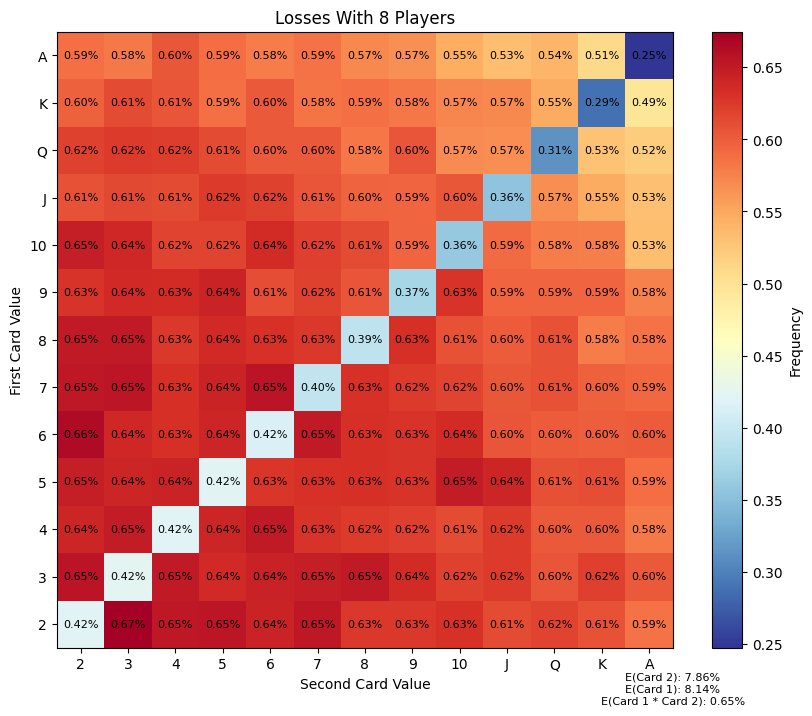 Losses With 8 Players
A 0.59% 0.58% 0.60% 0.59% 0.58% 0.59% 0.57% 0.57% 0.55% 0.53% 0.54% 0.51% 0.25%
K 0.60% 0.61% 0.61% 0.59% 0.60% 0.58% 0.59% 0.58% 0.57% 0.57% 0.55% 0.29% 0.49%
Q 0.62% 0.62% 0.62% 0.61% 0.60% 0.60% 0.58% 0.60% 0.57% 0.57% 0.31% 0.53% 0.52%
J 0.61% 0.61% 0.61% 0.62% 0.62% 0.61% 0.60% 0.59% 0.60% 0.36% 0.57% 0.55% 0.53%
10 0.65% 0.64% 0.62% 0.62% 0.64% 0.62% 0.61% 0.59% 0.36% 0.59% 0.58% 0.58% 0.53%
9 0.63% 0.64% 0.63% 0.64% 0.61% 0.62% 0.61% 0.37% 0.63% 0.59% 0.59% 0.59% 0.58%
8 0.65% 0.65% 0.63% 0.64% 0.63% 0.63% 0.39% 0.63% 0.61% 0.60% 0.61% 0.58% 0.58%
7 0.65% 0.65% 0.63% 0.64% 0.65% 0.40% 0.63% 0.62% 0.62% 0.60% 0.61% 0.60% 0.59%
6 0.66% 0.64% 0.63% 0.64% 0.42% 0.65% 0.63% 0.63% 0.64% 0.60% 0.60% 0.60% 0.60%
5 0.65% 0.64% 0.64% 0.42% 0.63% 0.63% 0.63% 0.63% 0.65% 0.64% 0.61% 0.61% 0.59%
4 0.64% 0.65% 0.42% 0.64% 0.65% 0.63% 0.62% 0.62% 0.61% 0.62% 0.60% 0.60% 0.58%
3 0.65% 0.42% 0.65% 0.64% 0.64% 0.65% 0.65% 0.64% 0.62% 0.62% 0.60% 0.62% 0.60%
2 0.42% 0.67% 0.65% 0.65% 0.64% 0.65% 0.63% 0.63% 0.63% 0.61% 0.62% 0.61% 0.59%
2 3 4 5 6 7 8 9 10 J Q K A
First Card Value
Second Card Value
0.65
0.60
0.55
0.50
0.45
0.40
0.35
0.30
0.25
Frequency
E(Card 2): 7.86%
E(Card 1): 8.14%
E(Card 1 * Card 2): 0.65%